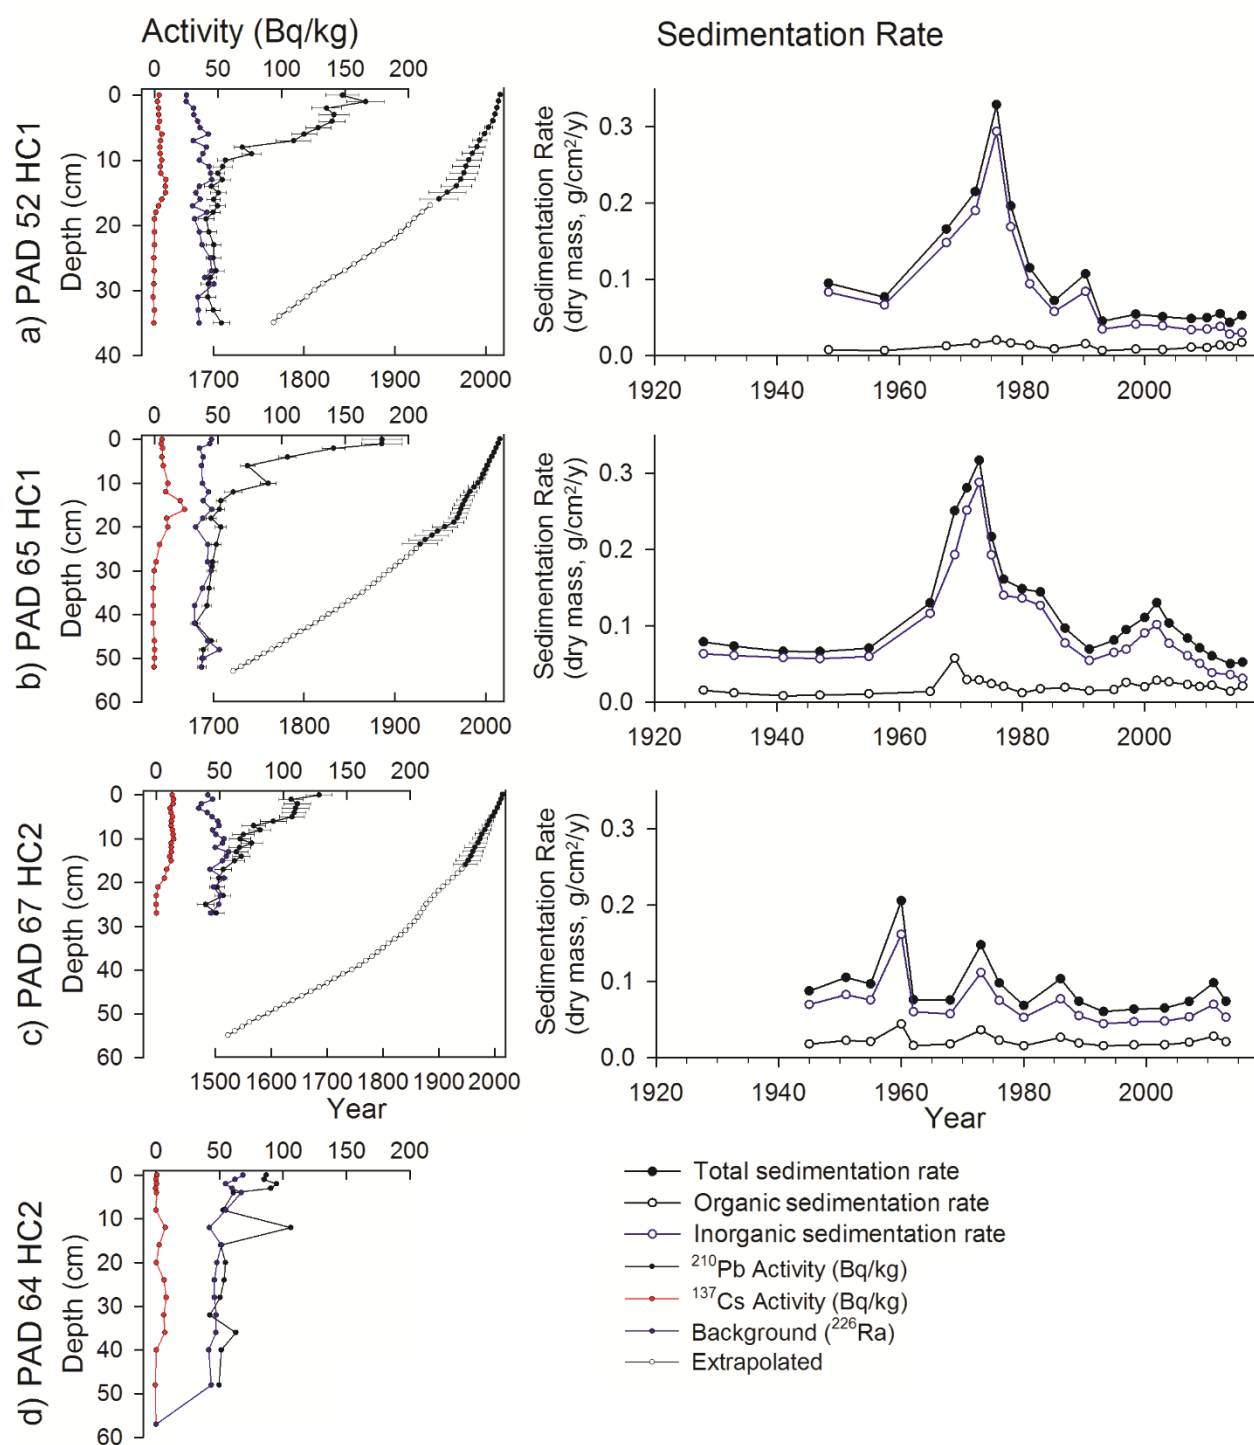 Activity (Bq/kg)
Sedimentation Rate
0 50 100 150 200
a) PAD 52 HC1
Depth (cm)
0
10
20
30
40
1700 1800 1900 2000
Sedimentation Rate
(dry mass, g/cm²/y)
0.3
0.2
0.1
0.0
1920 1940 1960 1980 2000
0 50 100 150 200
b) PAD 65 HC1
Depth (cm)
0
10
20
30
40
50
60
1700 1800 1900 2000
Sedimentation Rate
(dry mass, g/cm²/y)
0.3
0.2
0.1
0.0
1920 1940 1960 1980 2000
0 50 100 150 200
c) PAD 67 HC2
Depth (cm)
0
10
20
30
40
50
60
1500 1600 1700 1800 1900 2000
Year
Sedimentation Rate
(dry mass, g/cm²/y)
0.3
0.2
0.1
0.0
1920 1940 1960 1980 2000
Year
0 50 100 150 200
d) PAD 64 HC2
Depth (cm)
0
10
20
30
40
50
60
Total sedimentation rate
Organic sedimentation rate
Inorganic sedimentation rate
²¹⁰Pb Activity (Bq/kg)
¹³⁷Cs Activity (Bq/kg)
Background (²²⁶Ra)
Extrapolated